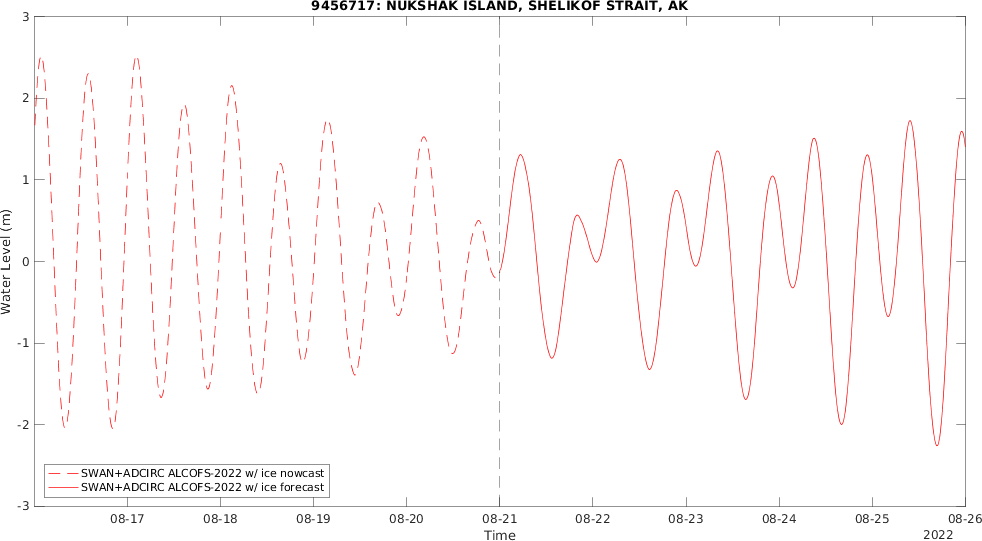 9456717: NUKSHAK ISLAND, SHELIKOF STRAIT, AK
3
2
1
0
-1
-2
-3
Water Level (m)
SWAN+ADCIRC ALCOFS-2022 w/ ice nowcast
SWAN+ADCIRC ALCOFS-2022 w/ ice forecast
08-17 08-18 08-19 08-20 08-21 08-22 08-23 08-24 08-25 08-26
Time
2022